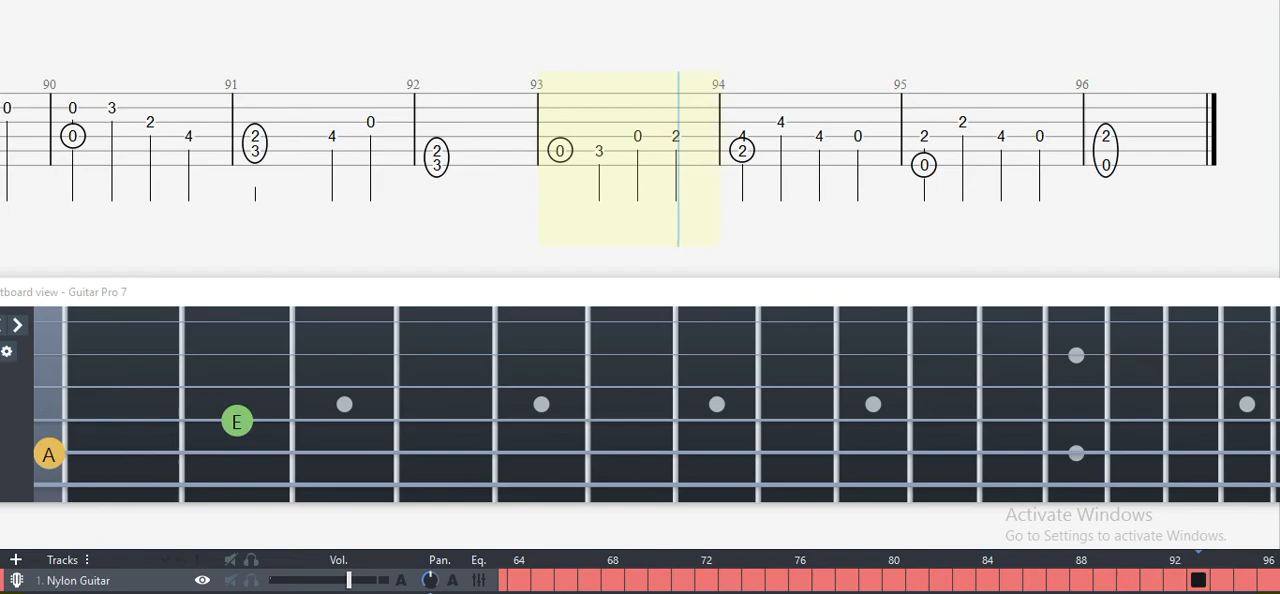 90 91 92 93 94 95 96
0 0 3
2 4 0 4
0 4 2 4 0 2 4 4 0 2 4 0 2
3 2 0 3 2
3 0 0
tboard view - Guitar Pro 7
E
A
Activate Windows
Go to Settings to activate Windows.
+ Tracks Vol. Pan. Eq. 64 68 72 76 80 84 88 92 96
1. Nylon Guitar A A